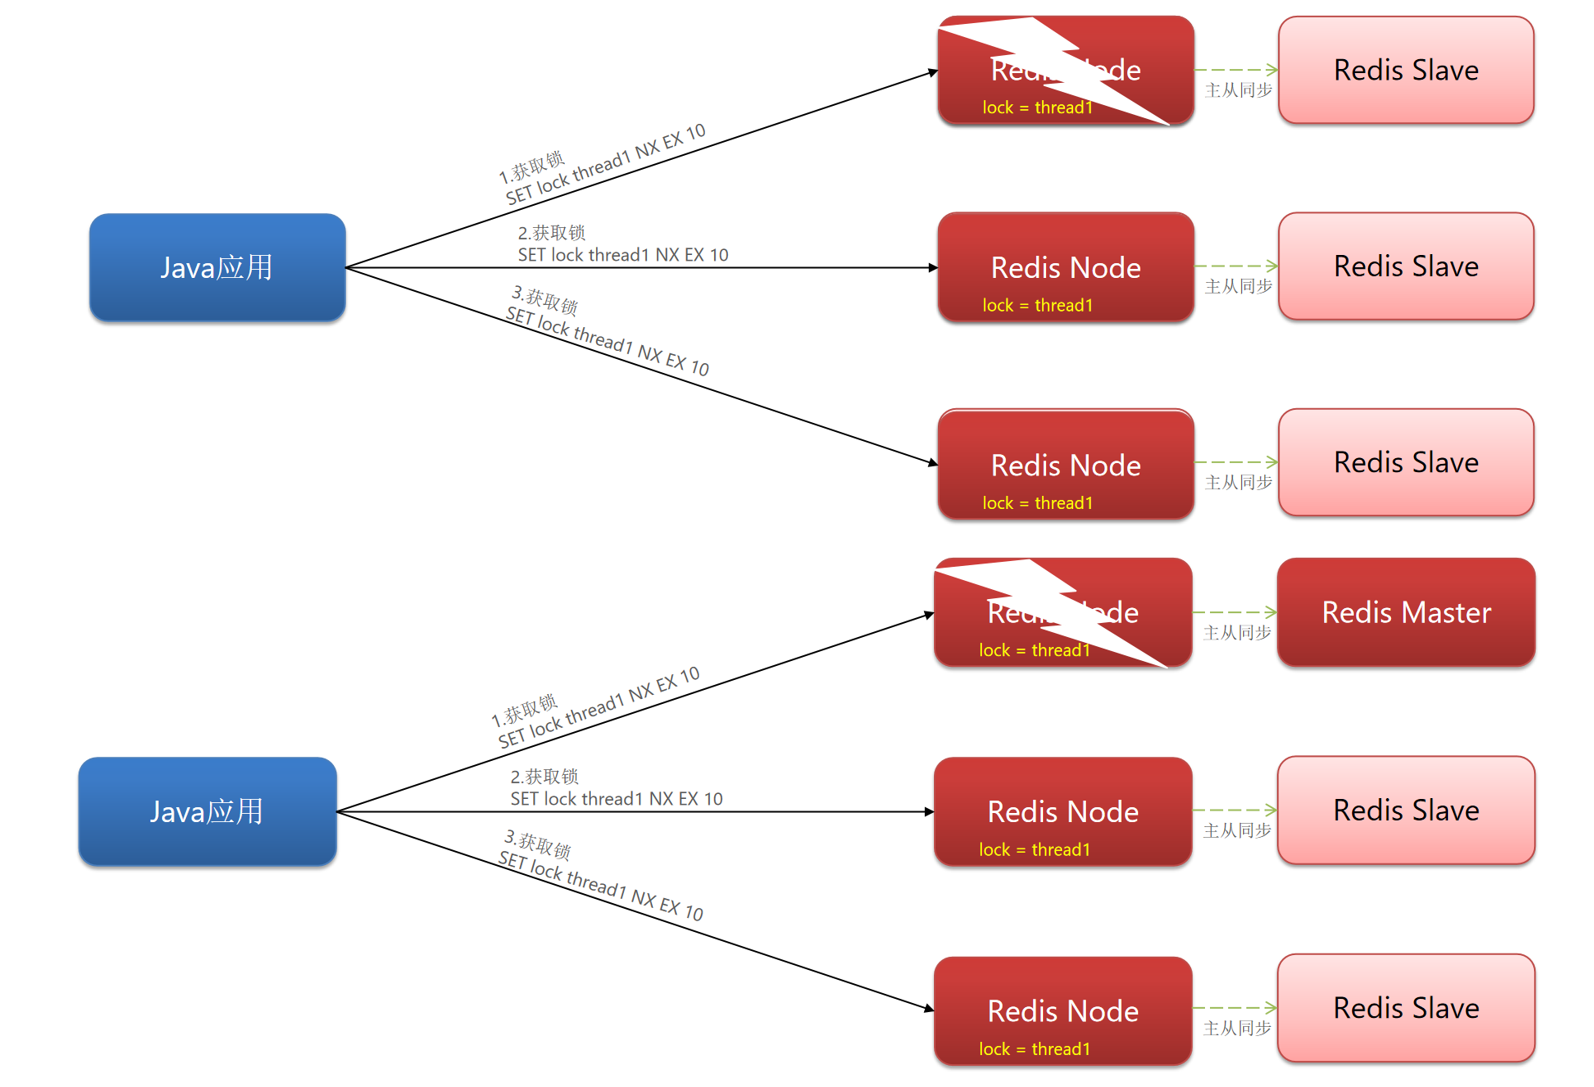 Redis Slave
主从同步
lock = thread1
1.获取锁
SET lock thread1 NX EX 10
Java应用
2.获取锁
SET lock thread1 NX EX 10
Redis Node
lock = thread1
主从同步
Redis Slave
3.获取锁
SET lock thread1 NX EX 10
Redis Node
lock = thread1
主从同步
Redis Slave
Redis Master
主从同步
lock = thread1
1.获取锁
SET lock thread1 NX EX 10
Java应用
2.获取锁
SET lock thread1 NX EX 10
Redis Node
lock = thread1
主从同步
Redis Slave
3.获取锁
SET lock thread1 NX EX 10
Redis Node
lock = thread1
主从同步
Redis Slave